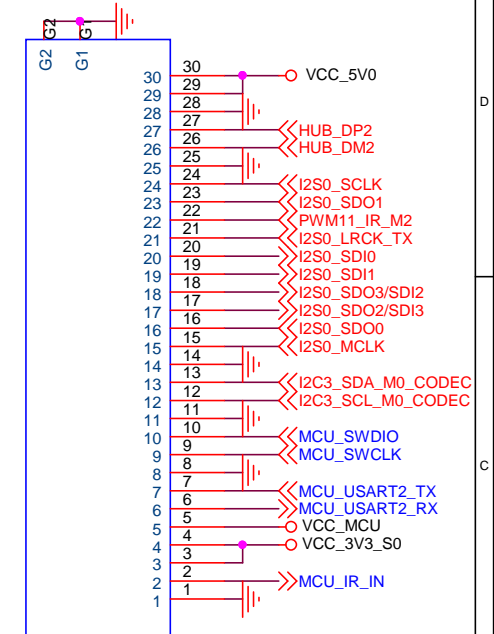 G2 G1
G2 G1
30 30 VCC_5V0
29 29
28 28
27 27 HUB_DP2
26 26 HUB_DM2
25 25
24 24 I2S0_SCLK
23 23 I2S0_SDO1
22 22 PWM11_IR_M2
21 21 I2S0_LRCK_TX
20 20 I2S0_SDI0
19 19 I2S0_SDI1
18 18 I2S0_SDO3/SDI2
17 17 I2S0_SDO2/SDI3
16 16 I2S0_SDO0
15 15 I2S0_MCLK
14 14
13 13 I2C3_SDA_M0_CODEC
12 12 I2C3_SCL_M0_CODEC
11 11
10 10 MCU_SWDIO
9 9 MCU_SWCLK
8 8
7 7 MCU_USART2_TX
6 6 MCU_USART2_RX
5 5 VCC_MCU
4 4 VCC_3V3_S0
3 3
2 2 MCU_IR_IN
1 1
D
C